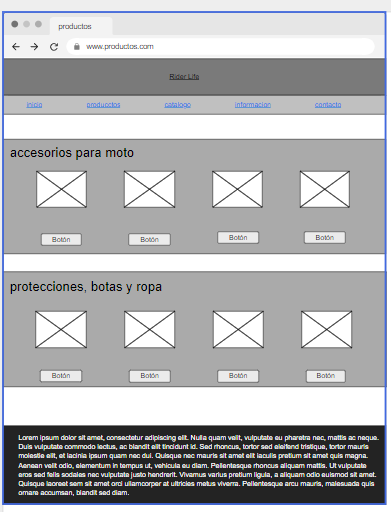 productos
www.productos.com
Rider Life
inicio producctos catalogo informacion contacto
accesorios para moto
Botón Botón Botón Botón
protecciones, botas y ropa
Botón Botón Botón Botón
Lorem ipsum dolor sit amet, consectetur adipiscing elit. Nulla quam velit, vulputate eu pharetra nec, mattis ac neque.
Duis vulputate commodo lectus, ac blandit elit tincidunt id. Sed rhoncus, tortor sed eleifend tristique, tortor mauris
molestie elit, et lacinia ipsum quam nec dui. Quisque nec mauris sit amet elit iaculis pretium sit amet quis magna.
Aenean velit odio, elementum in tempus ut, vehicula eu diam. Pellentesque rhoncus aliquam mattis. Ut vulputate
eros sed felis sodales nec vulputate justo hendrerit. Vivamus varius pretium ligula, a aliquam odio euismod sit amet.
Quisque laoreet sem sit amet orci ullamcorper at ultricies metus viverra. Pellentesque arcu mauris, malesuada quis
ornare accumsan, blandit sed diam.